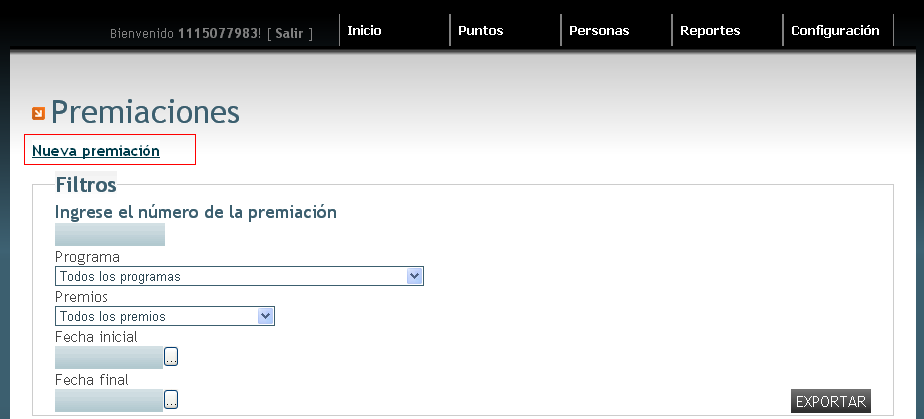 Bienvenido 1115077983! [ Salir ] Inicio Puntos Personas Reportes Configuración
Premiaciones
Nueva premiación
Filtros
Ingrese el número de la premiación
Programa
Todos los programas
Premios
Todos los premios
Fecha inicial
...
Fecha final
...
EXPORTAR